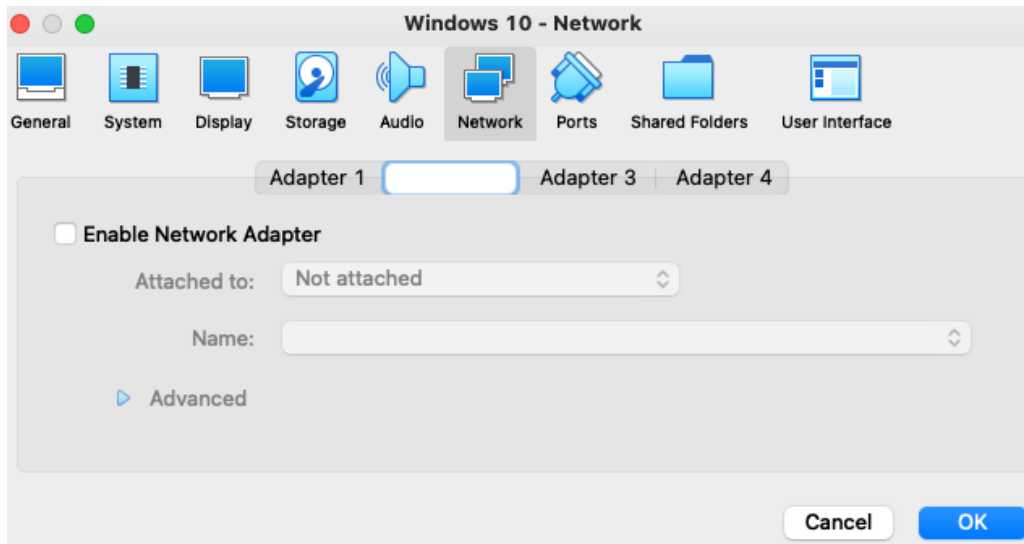 Windows 10 - Network
General System Display Storage Audio Network Ports Shared Folders User Interface
Adapter 1 Adapter 3 Adapter 4
Enable Network Adapter
Attached to: Not attached
Name:
Advanced
Cancel OK